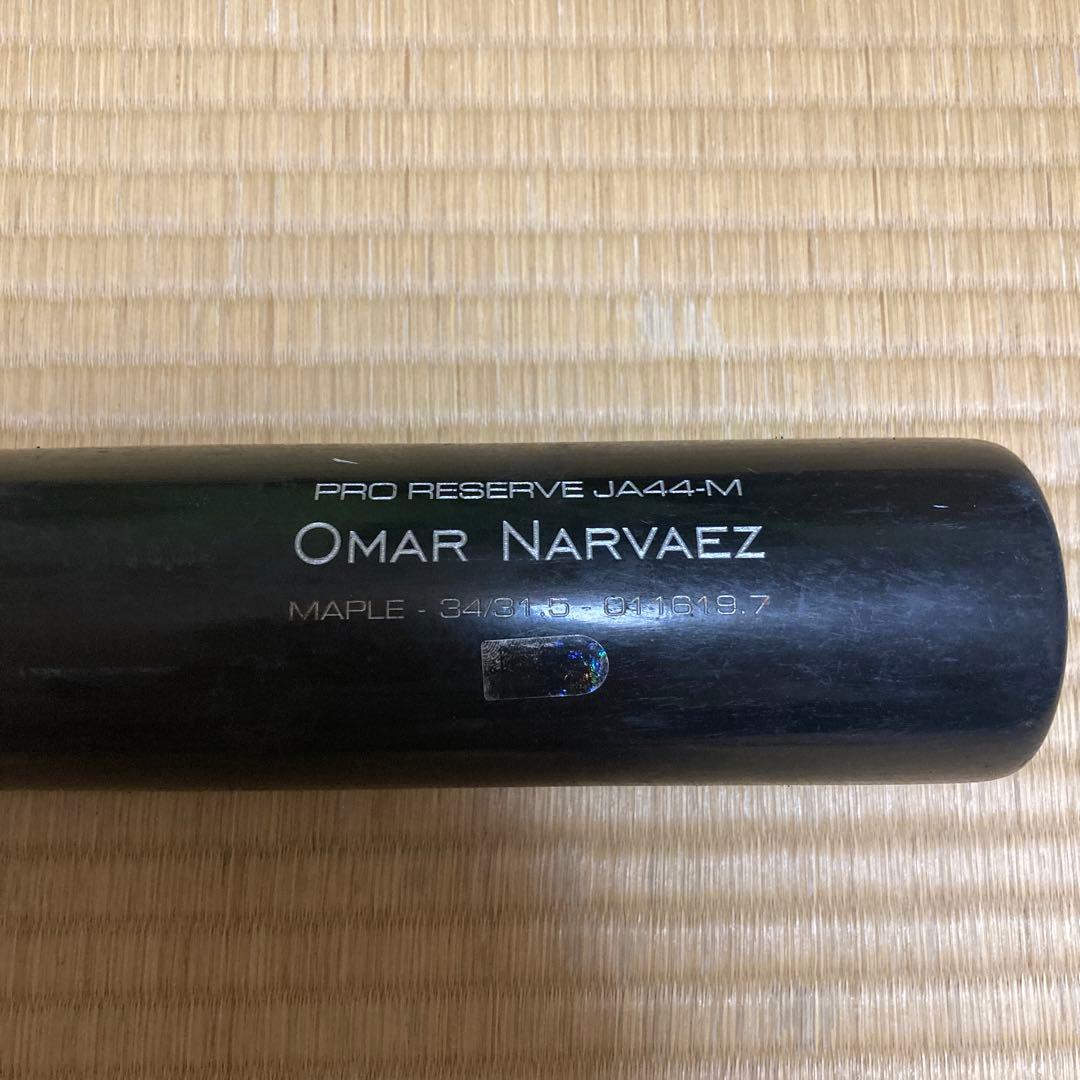 PRO RESERVE JA44-M
OMAR NARVAEZ
MAPLE - 34/31.5 - 011619.7